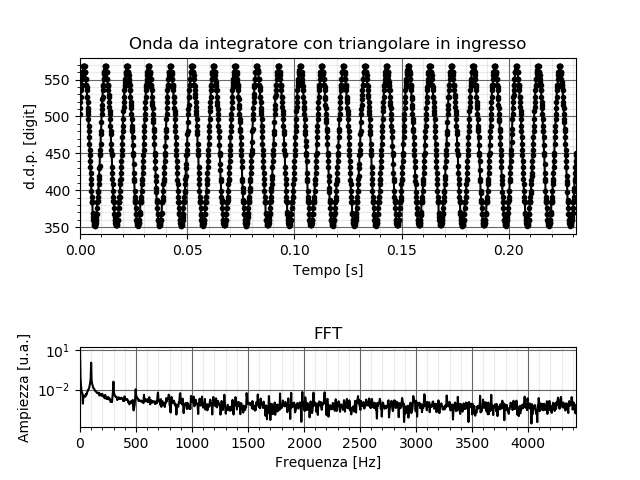 Onda da integratore con triangolare in ingresso
d.d.p. [digit]
550
500
450
400
350
0.00 0.05 0.10 0.15 0.20
Tempo [s]
FFT
Ampiezza [u.a.]
10^1
10^-2
0 500 1000 1500 2000 2500 3000 3500 4000
Frequenza [Hz]